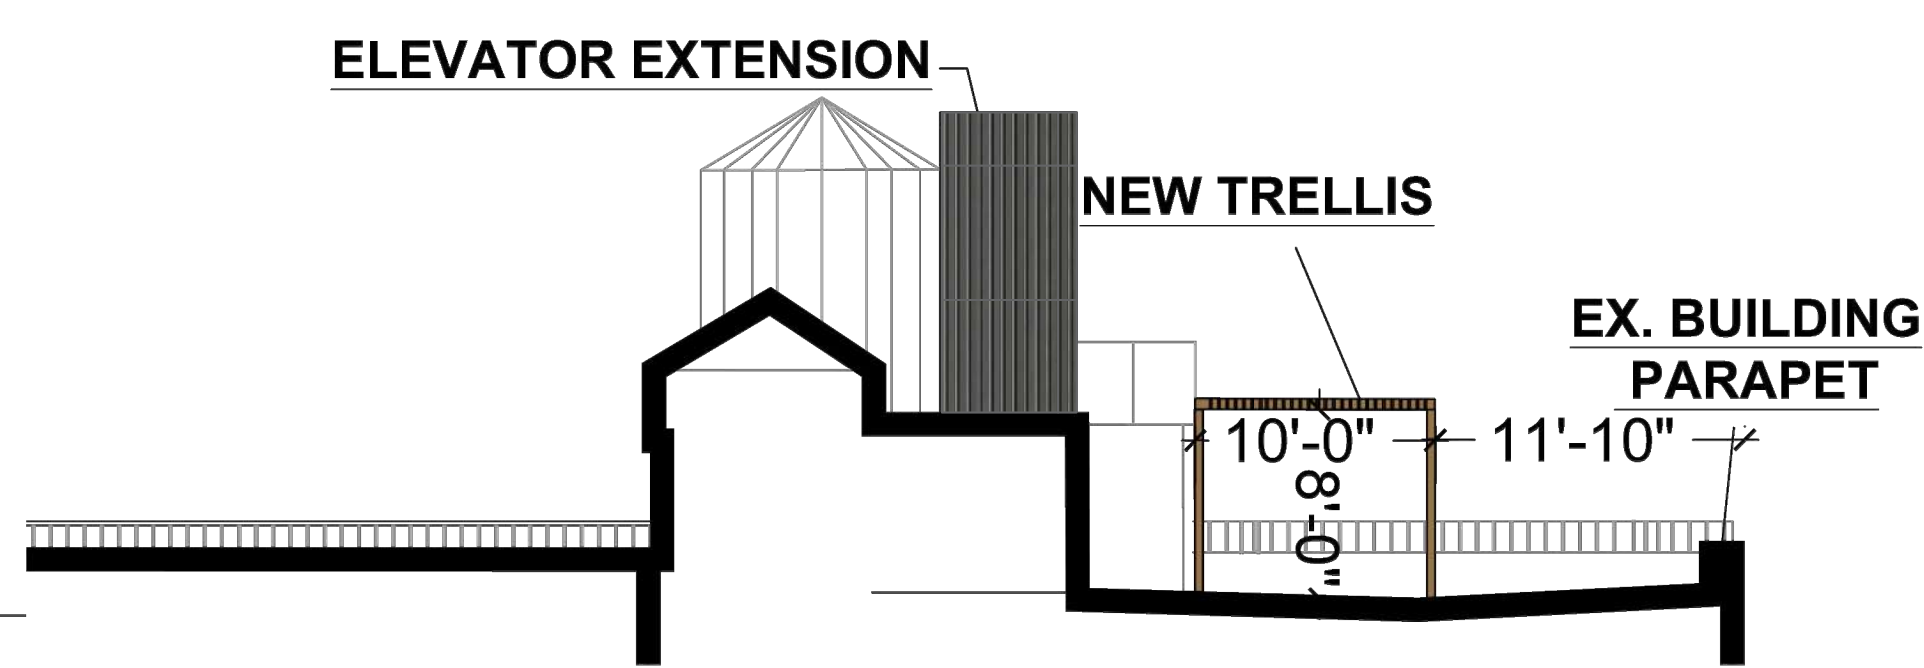 ELEVATOR EXTENSION
NEW TRELLIS
EX. BUILDING
PARAPET
10'-0"
11'-10"
8'-0"